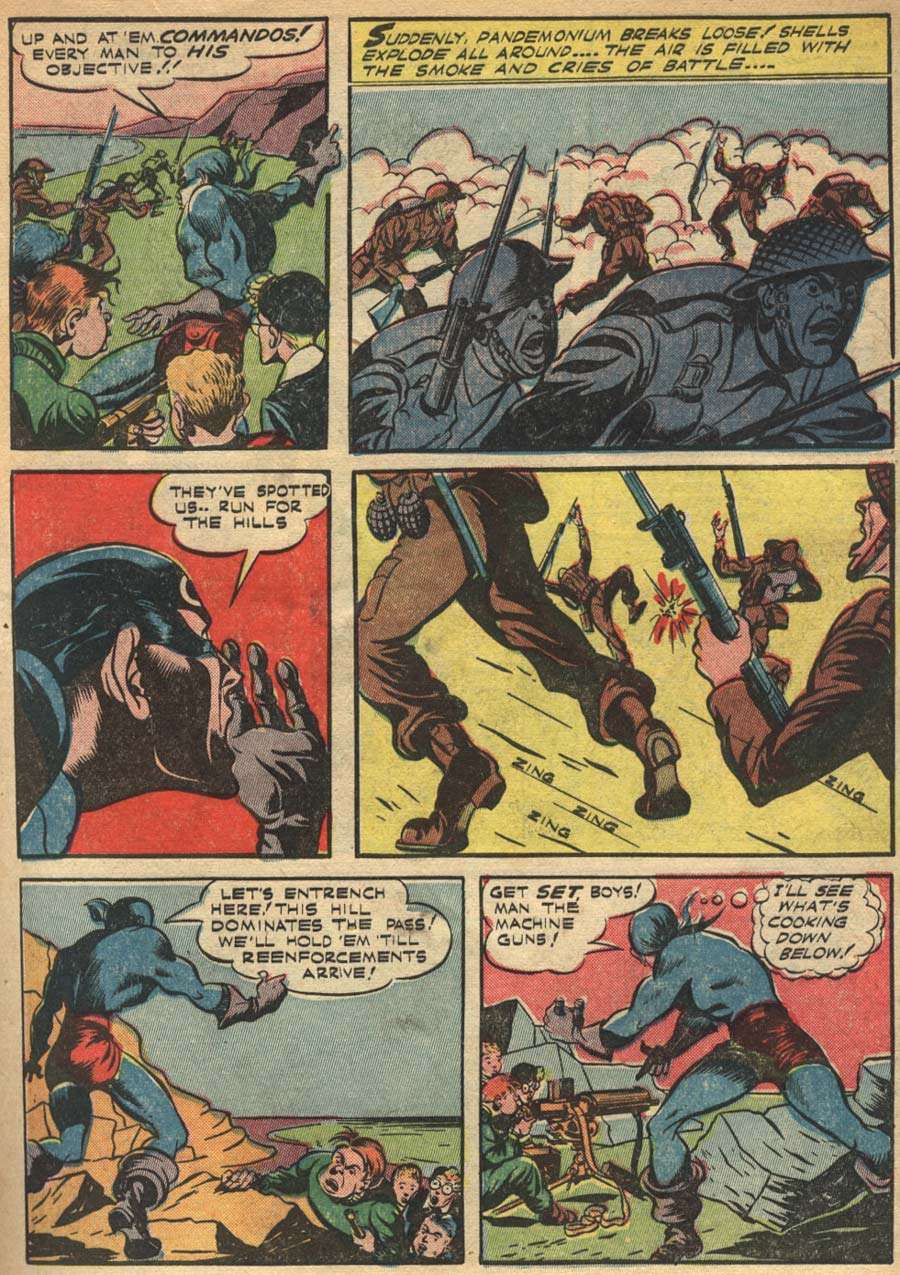 UP AND AT 'EM COMMANDOS!
EVERY MAN TO HIS
OBJECTIVE!!
SUDDENLY, PANDEMONIUM BREAKS LOOSE! SHELLS
EXPLODE ALL AROUND.... THE AIR IS FILLED WITH
THE SMOKE AND CRIES OF BATTLE....
THEY'VE SPOTTED
US-- RUN FOR
THE HILLS
ZING
ZING
ZING
ZING
LET'S ENTRENCH
HERE! THIS HILL
DOMINATES THE PASS!
WE'LL HOLD 'EM 'TILL
REENFORCEMENTS
ARRIVE!
GET SET, BOYS!
MAN THE
MACHINE
GUNS!
I'LL SEE
WHAT'S
COOKING
DOWN
BELOW!